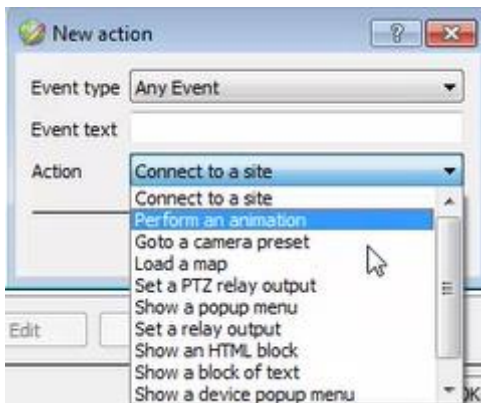 New action
Event type Any Event
Event text
Action Connect to a site
Connect to a site
Perform an animation
Goto a camera preset
Load a map
Set a PTZ relay output
Show a popup menu
Edit Set a relay output
Show an HTML block
Show a block of text
Show a device popup menu